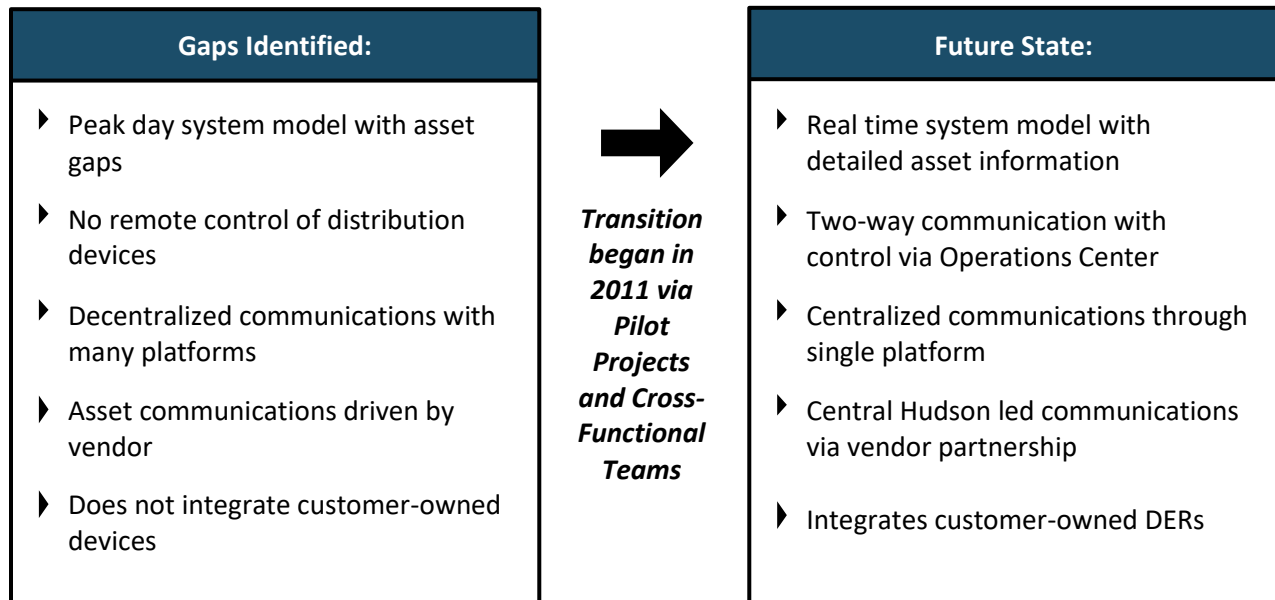 Gaps Identified:
Peak day system model with asset
gaps
No remote control of distribution
devices
Decentralized communications with
many platforms
Asset communications driven by
vendor
Does not integrate customer-owned
devices
Transition
began in
2011 via
Pilot
Projects
and Cross-
Functional
Teams
Future State:
Real time system model with
detailed asset information
Two-way communication with
control via Operations Center
Centralized communications through
single platform
Central Hudson led communications
via vendor partnership
Integrates customer-owned DERs